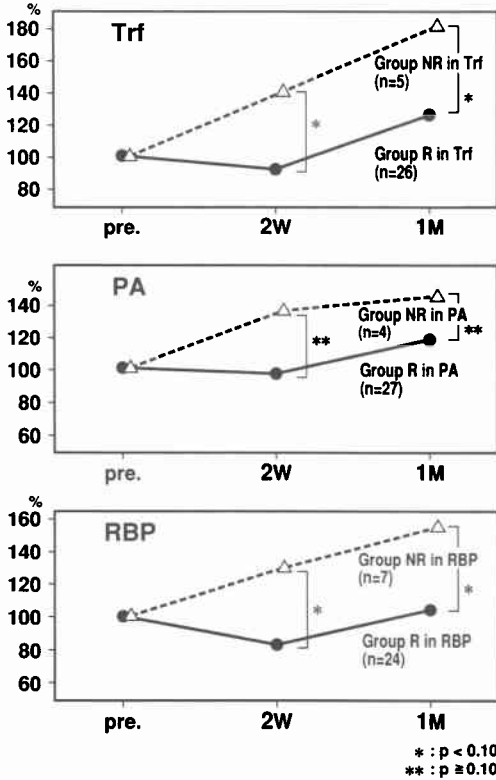 %
Trf
180
160
140
120
100
80
Group NR in Trf
(n=5)
*
*
Group R in Trf
(n=26)
pre. 2W 1M
PA
140
120
100
80
60
Group NR in PA
(n=4)
**
**
Group R in PA
(n=27)
pre. 2W 1M
%
RBP
160
140
120
100
80
60
Group NR in RBP
(n=7)
*
*
Group R in RBP
(n=24)
pre. 2W 1M
* : p < 0.10
** : p ≧ 0.10